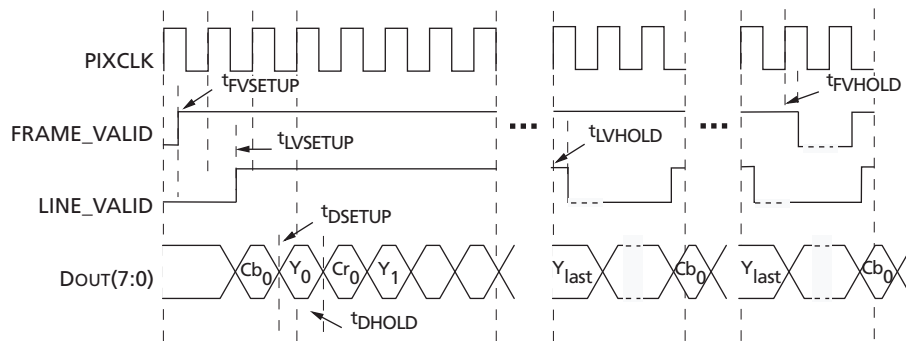 PIXCLK
tFVSETUP
tFVHOLD
FRAME_VALID
tLVSETUP
...
tLVHOLD
...
LINE_VALID
tDSETUP
DOUT(7:0)
Cb0 Y0 Cr0 Y1 Ylast Cb0 Ylast Cb0
tDHOLD